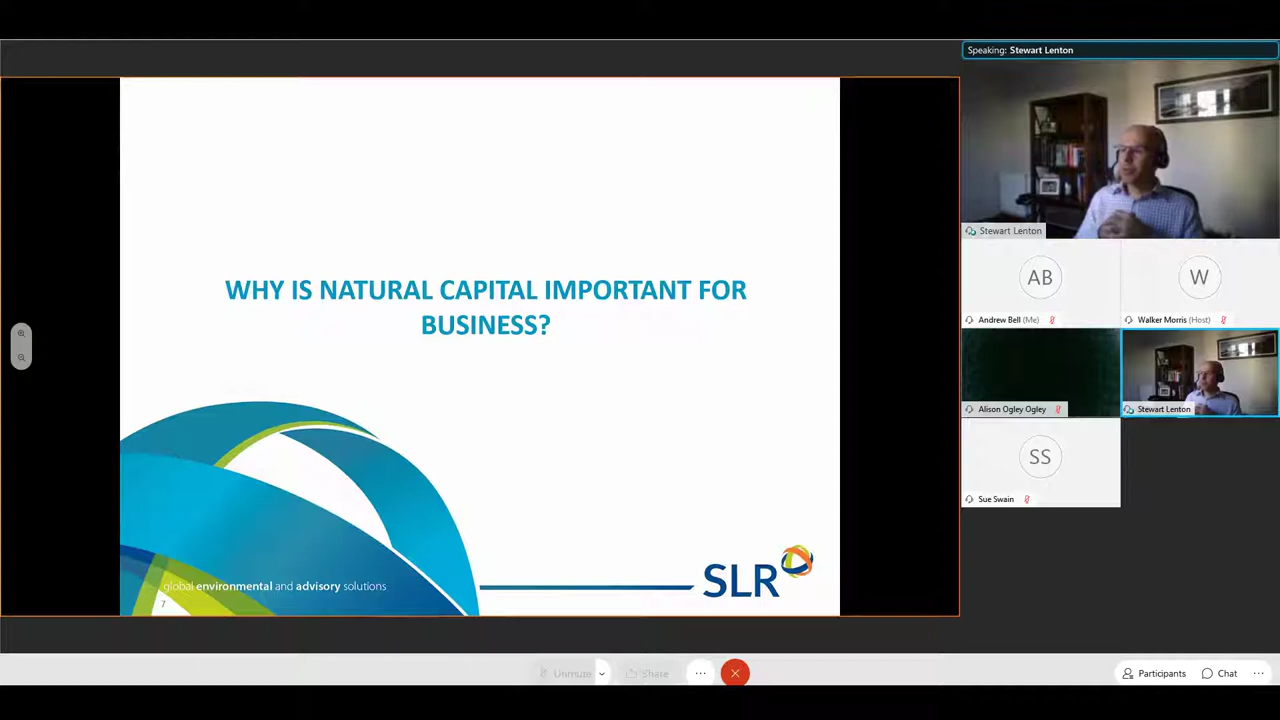 Speaking: Stewart Lenton
Stewart Lenton
AB
W
Andrew Bell (Me)
Walker Morris (Host)
Alison Ogley Ogley
Stewart Lenton
SS
Sue Swain
WHY IS NATURAL CAPITAL IMPORTANT FOR
BUSINESS?
global environmental and advisory solutions
7
SLR
Unmute
Share
Participants
Chat